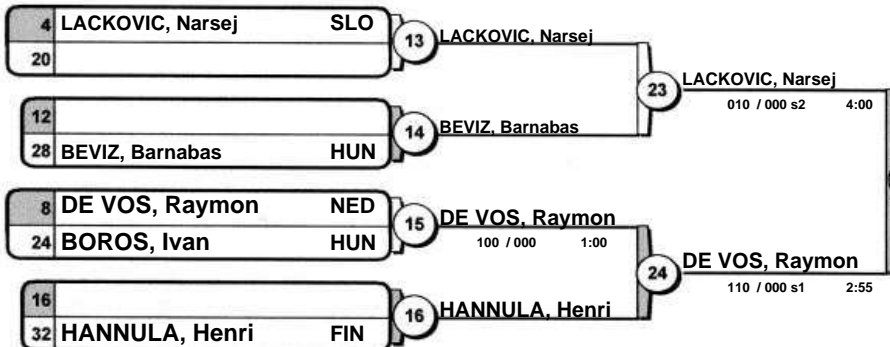 4 LACKOVIC, Narsej SLO
20
13 LACKOVIC, Narsej
12
28 BEVIZ, Barnabas HUN
14 BEVIZ, Barnabas
23 LACKOVIC, Narsej
010 / 000 s2 4:00
8 DE VOS, Raymon NED
24 BOROS, Ivan HUN
15 DE VOS, Raymon
100 / 000 1:00
16
32 HANNULA, Henri FIN
16 HANNULA, Henri
24 DE VOS, Raymon
110 / 000 s1 2:55